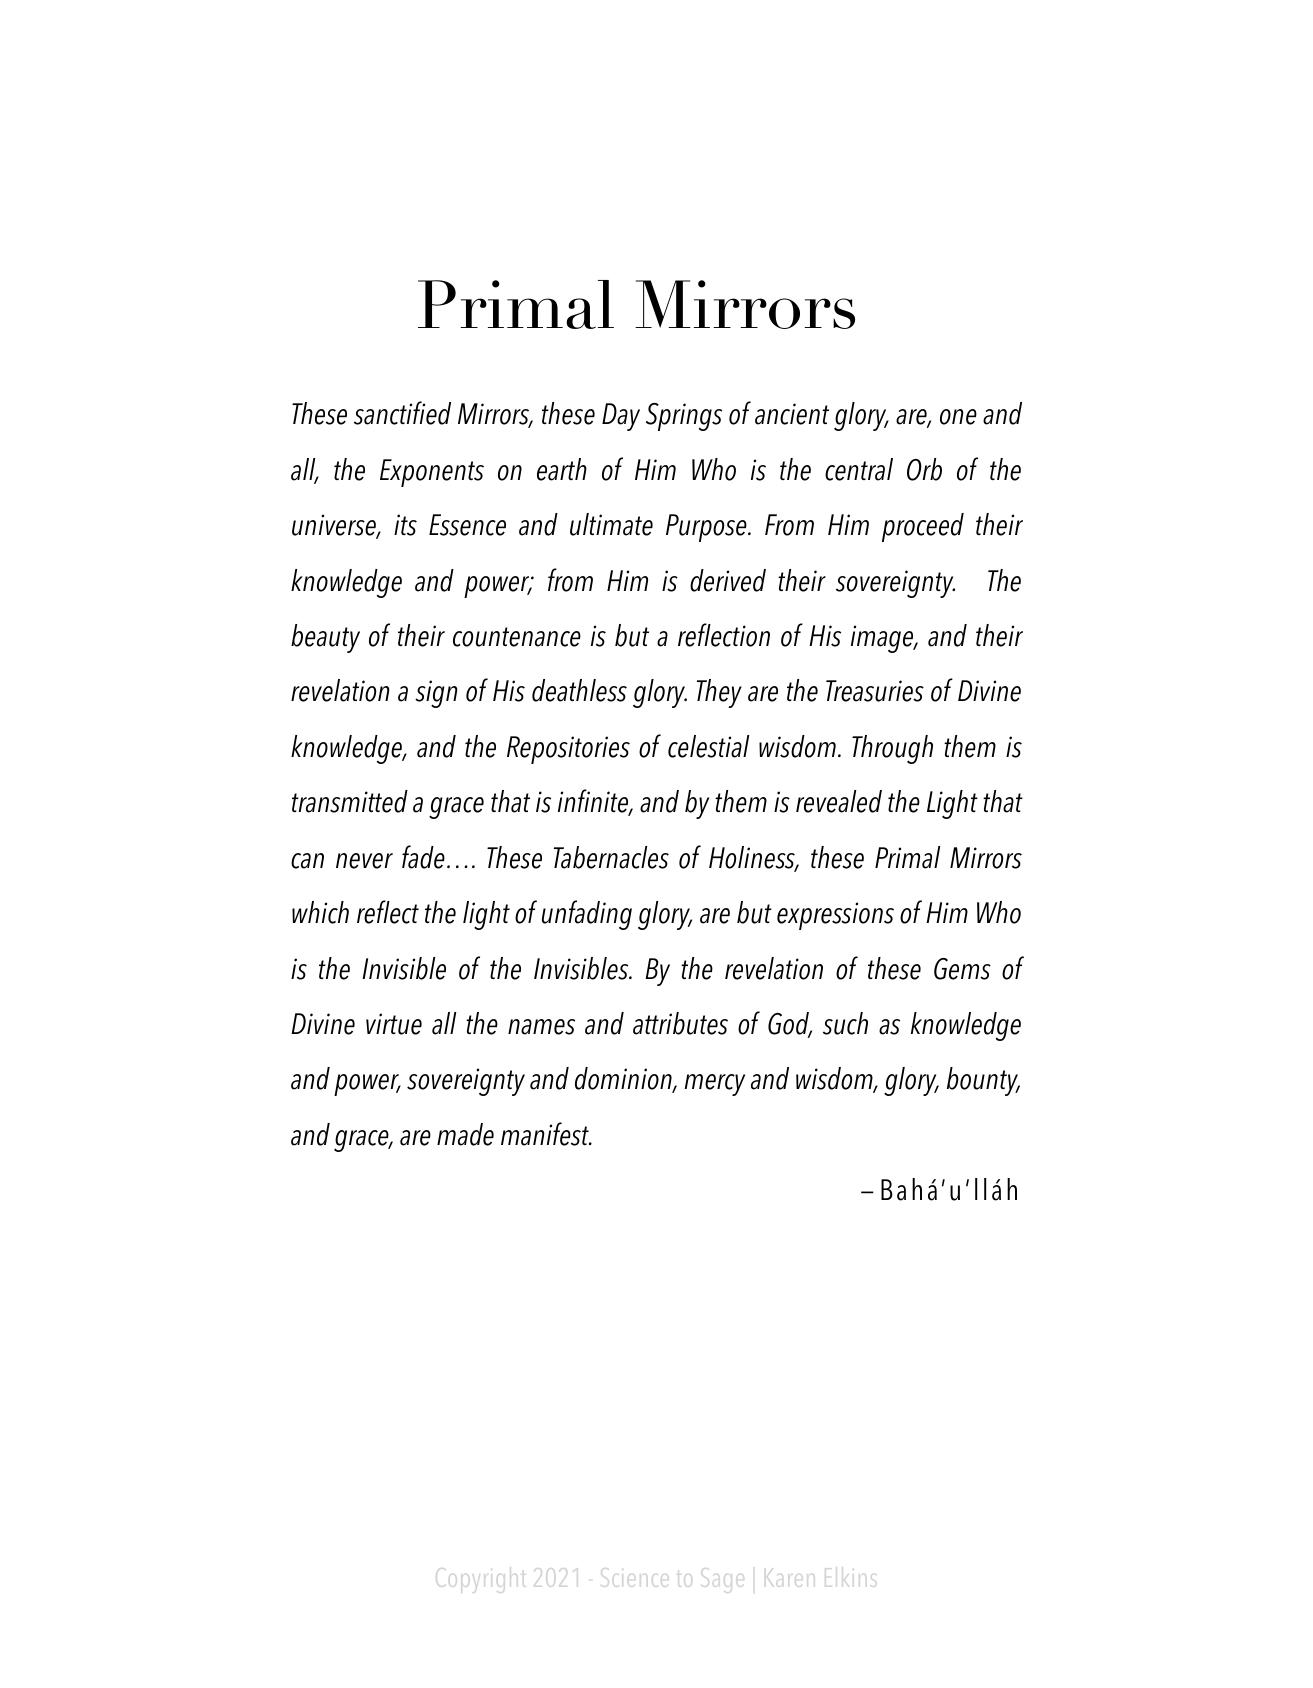 Primal Mirrors
These sanctified Mirrors, these Day Springs of ancient glory, are, one and
all, the Exponents on earth of Him Who is the central Orb of the
universe, its Essence and ultimate Purpose. From Him proceed their
knowledge and power; from Him is derived their sovereignty.  The
beauty of their countenance is but a reflection of His image, and their
revelation a sign of His deathless glory. They are the Treasuries of Divine
knowledge, and the Repositories of celestial wisdom. Through them is
transmitted a grace that is infinite, and by them is revealed the Light that
can never fade…. These Tabernacles of Holiness, these Primal Mirrors
which reflect the light of unfading glory, are but expressions of Him Who
is the Invisible of the Invisibles. By the revelation of these Gems of
Divine virtue all the names and attributes of God, such as knowledge
and power, sovereignty and dominion, mercy and wisdom, glory, bounty,
and grace, are made manifest.
– Bahá’u’lláh
Copyright 2021 - Science to Sage | Karen Elkins